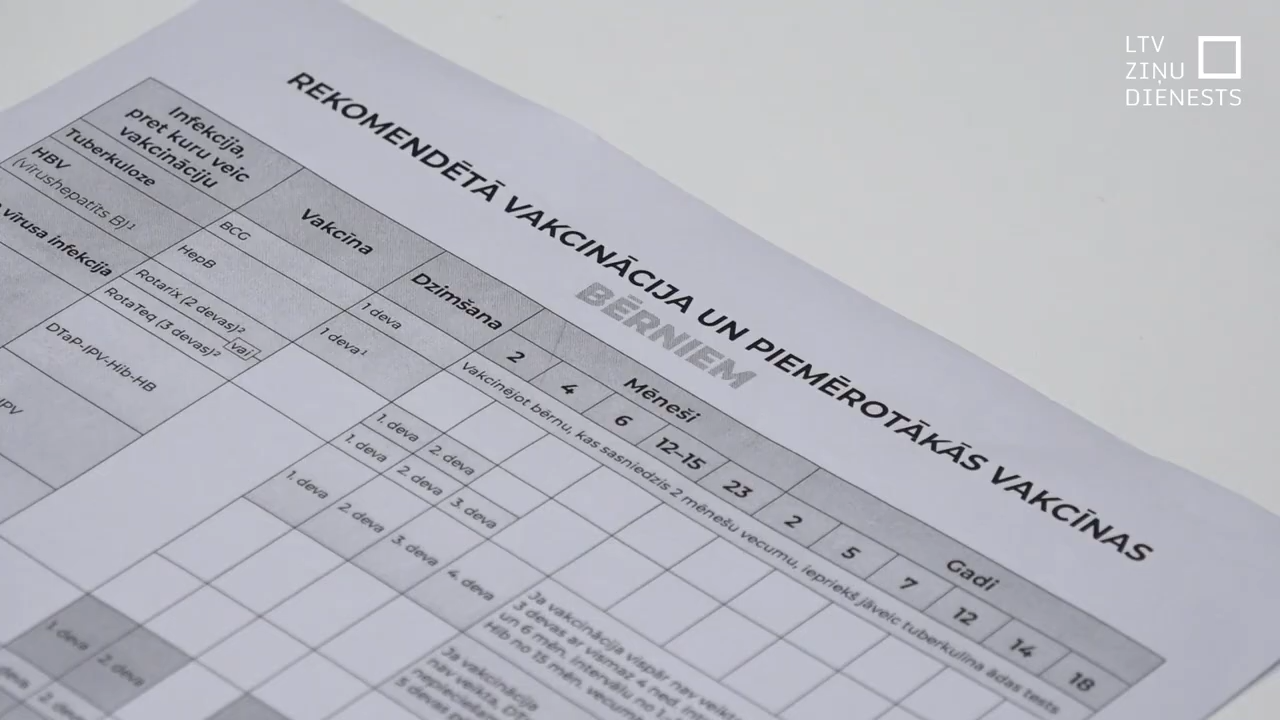 LTV
ZIŅU
DIENESTS
REKOMENDĒTĀ VAKCINĀCIJA UN PIEMĒROTĀKĀS VAKCĪNAS
BĒRNIEM
Infekcija,
pret kuru veic
vakcināciju
Vakcīna
Dzimšana
Mēneši
Gadi
2
4
6
12-15
23
2
5
7
12
14
18
Tuberkuloze
BCG
1 deva
Vakcinējot bērnu, kas sasniedzis 2 mēnešu vecumu, iepriekš jāveic tuberkulīna ādas tests
HBV
(vīrushepatīts B)¹
HepB
1 deva¹
vīrusa infekcija
Rotarix (2 devas)²
vai
RotaTeq (3 devas)²
1. deva
2. deva
1. deva
2. deva
3. deva
DTaP-IPV-Hib-HB
1. deva
2. deva
3. deva
4. deva
Ja vakcinācija vispār nav veikta
3 devas ar vismaz 4 ned.
un 6 mēn. intervālu no
Hib no 15 mēn.
IPV
Ja vakcinācija
nav veikta,
1. deva
2. deva
deva
2.